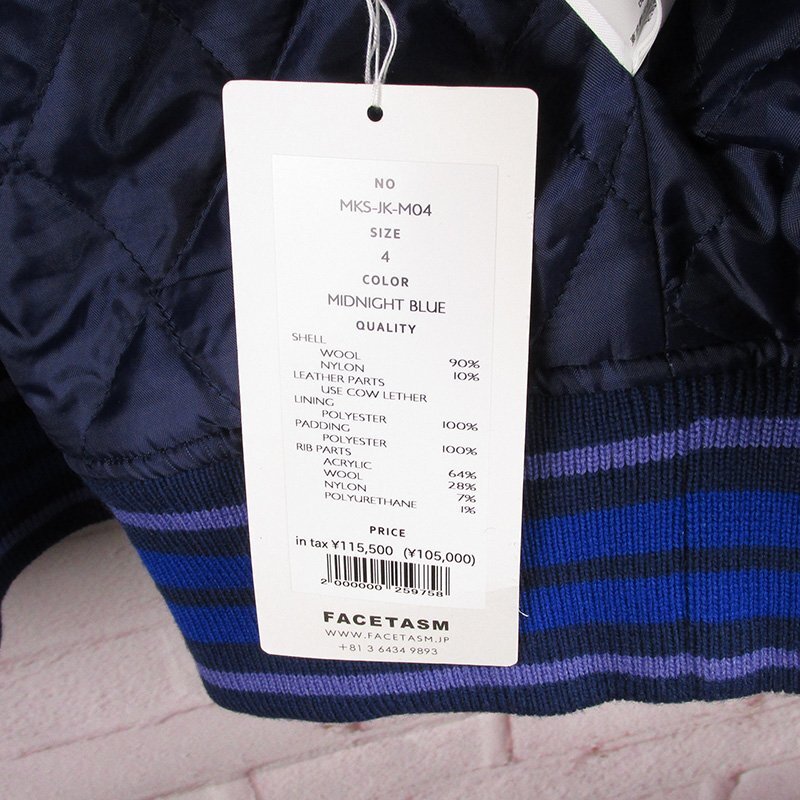 NO
MKS-JK-M04
SIZE
4
COLOR
MIDNIGHT BLUE
QUALITY
SHELL
WOOL 90%
NYLON 10%
LEATHER PARTS
USE COW LETHER
LINING
POLYESTER 100%
PADDING
POLYESTER 100%
RIB PARTS
ACRYLIC 64%
WOOL 28%
NYLON 7%
POLYURETHANE 1%
PRICE
in tax ¥115,500 (¥105,000)
2 000000 259758
FACETASM
WWW.FACETASM.JP
+81 3 6434 9893